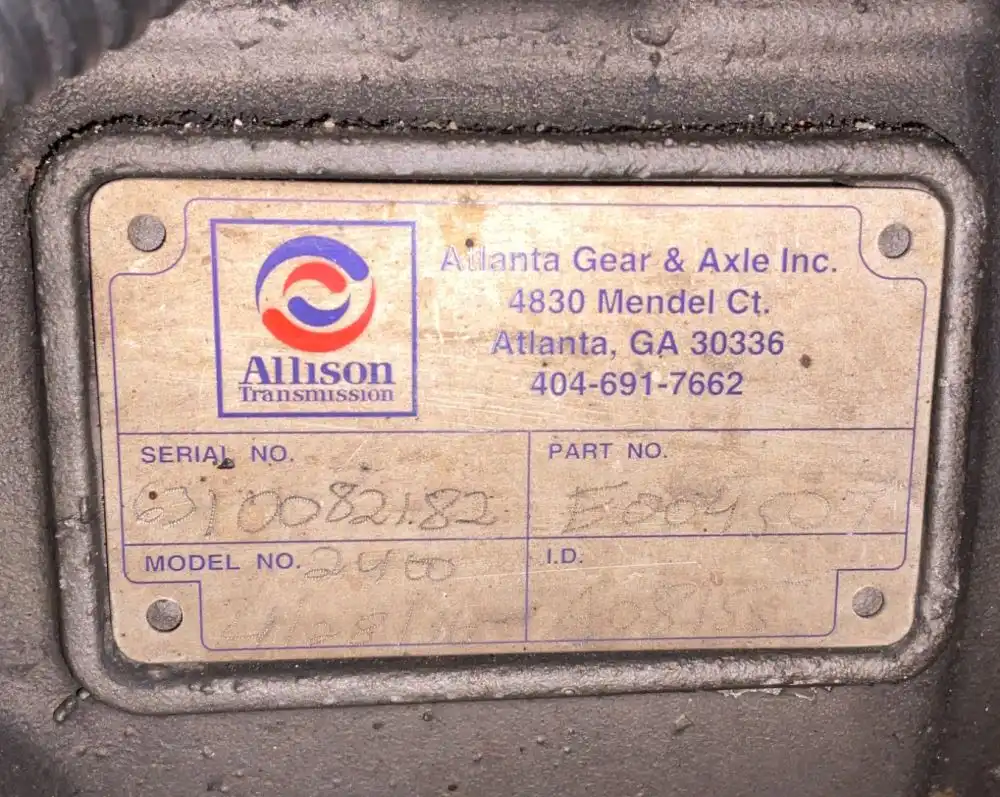 Allison
Transmission
Atlanta Gear & Axle Inc.
4830 Mendel Ct.
Atlanta, GA 30336
404-691-7662
SERIAL NO.
6310082182
PART NO.
MODEL NO. 2400
I.D.